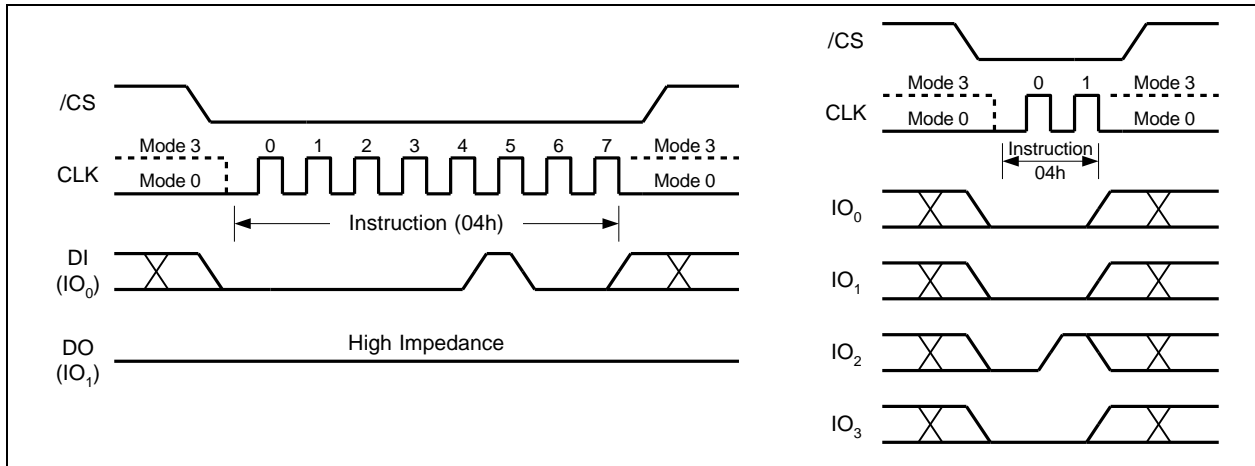 /CS
Mode 3 0 1 2 3 4 5 6 7 Mode 3
CLK Mode 0 Mode 0
Instruction (04h)
DI
(IO0)
DO High Impedance
(IO1)
/CS
Mode 3 0 1 Mode 3
CLK Mode 0 Mode 0
Instruction
04h
IO0
IO1
IO2
IO3